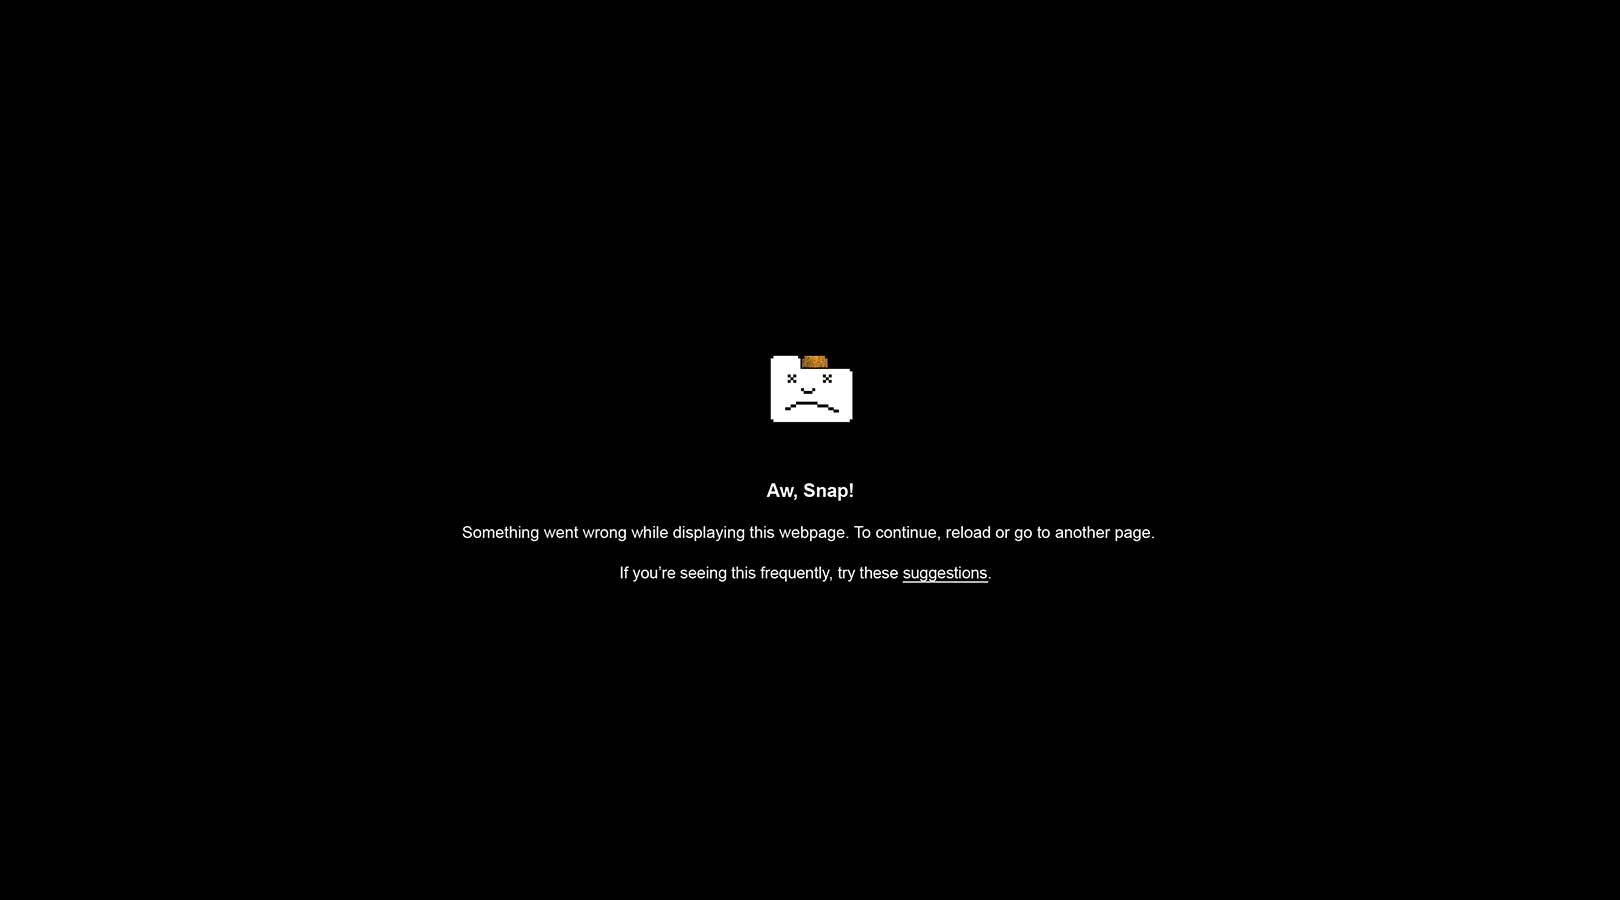 Aw, Snap!
Something went wrong while displaying this webpage. To continue, reload or go to another page.
If you’re seeing this frequently, try these suggestions.